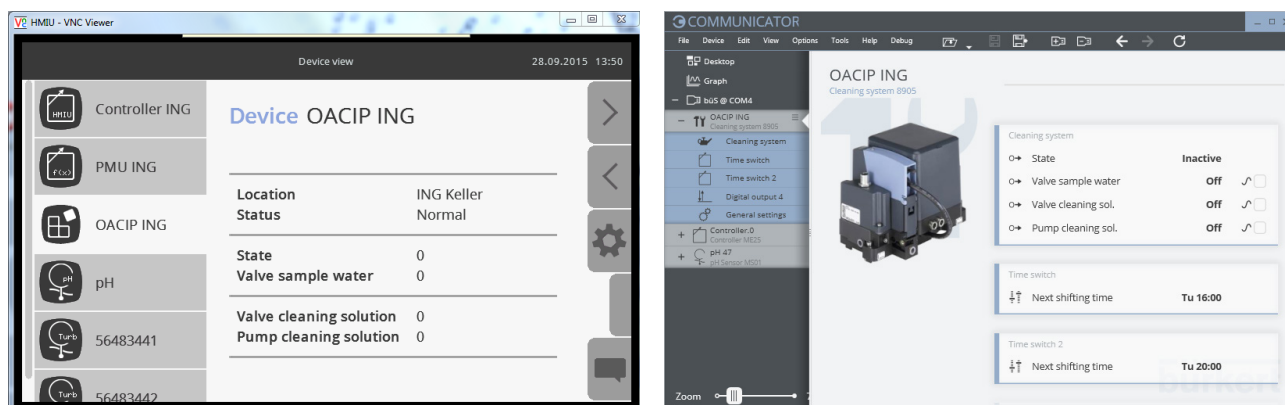 HMIU - VNC Viewer
Device view
28.09.2015 13:50
HMIU
Controller ING
f(x)
PMU ING
OACIP ING
pH
pH
Turb
56483441
Turb
56483442
Device OACIP ING
Location ING Keller
Status Normal
State 0
Valve sample water 0
Valve cleaning solution 0
Pump cleaning solution 0
COMMUNICATOR
File Device Edit View Options Tools Help Debug
Desktop
Graph
büS @ COM4
OACIP ING
Cleaning system 8905
Cleaning system
Time switch
Time switch 2
Digital output 4
General settings
Controller.0
Controller ME25
pH 47
pH Sensor MS01
Zoom
OACIP ING
Cleaning system 8905
Cleaning system
State Inactive
Valve sample water Off
Valve cleaning sol. Off
Pump cleaning sol. Off
Time switch
Next shifting time Tu 16:00
Time switch 2
Next shifting time Tu 20:00
burkert